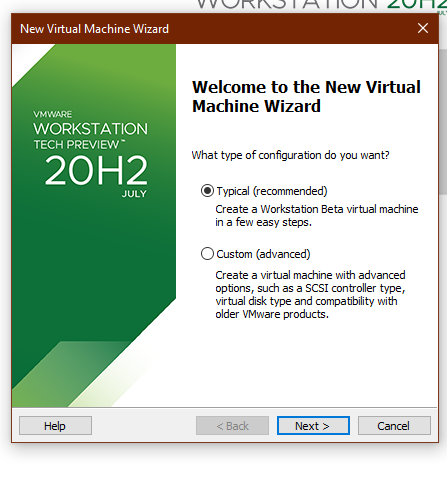 WORKSTATION 20H2
JULY
New Virtual Machine Wizard
VMWARE
WORKSTATION
TECH PREVIEW™
20H2
JULY
Welcome to the New Virtual
Machine Wizard
What type of configuration do you want?
Typical (recommended)
Create a Workstation Beta virtual machine
in a few easy steps.
Custom (advanced)
Create a virtual machine with advanced
options, such as a SCSI controller type,
virtual disk type and compatibility with
older VMware products.
Help
< Back
Next >
Cancel